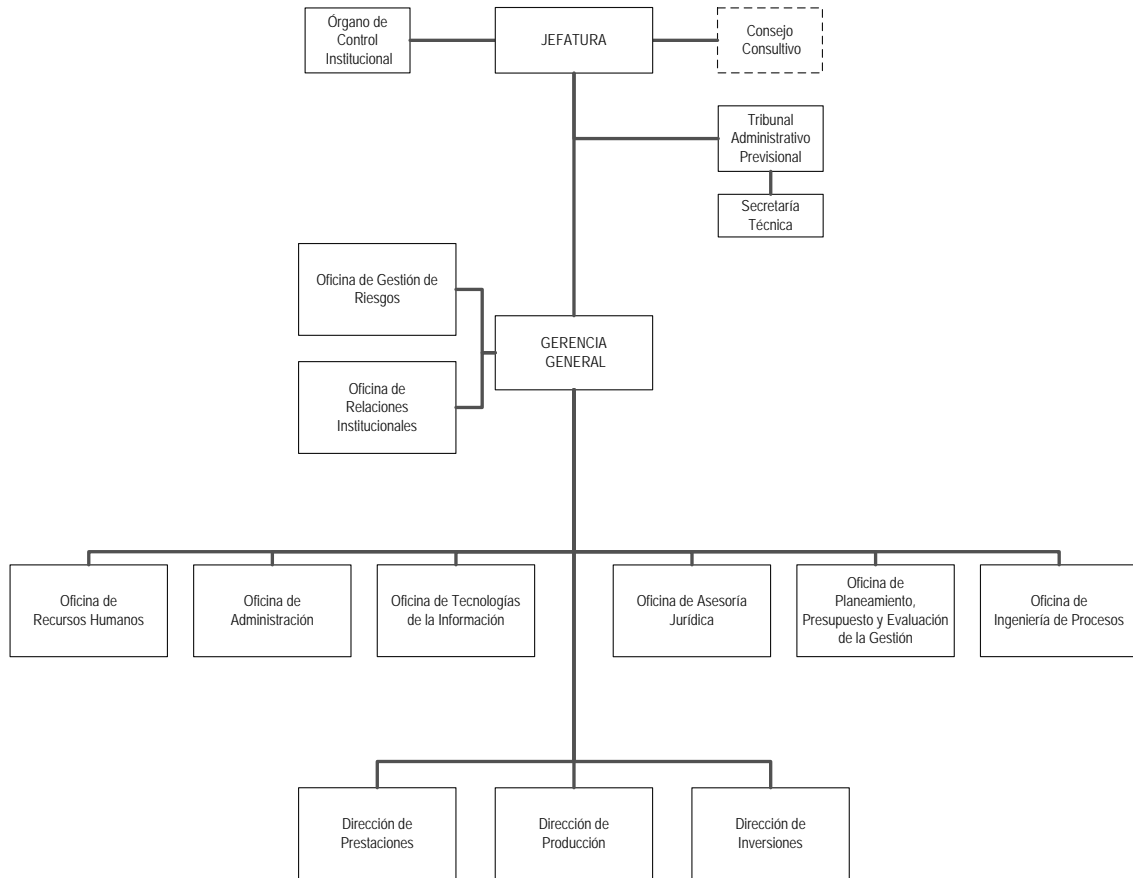 Órgano de
Control
Institucional
JEFATURA
Consejo
Consultivo
Tribunal
Administrativo
Previsional
Secretaría
Técnica
Oficina de Gestión de
Riesgos
GERENCIA
GENERAL
Oficina de
Relaciones
Institucionales
Oficina de
Recursos Humanos
Oficina de
Administración
Oficina de Tecnologías
de la Información
Oficina de Asesoría
Jurídica
Oficina de
Planeamiento,
Presupuesto y Evaluación
de la Gestión
Oficina de
Ingeniería de Procesos
Dirección de
Prestaciones
Dirección de
Producción
Dirección de
Inversiones